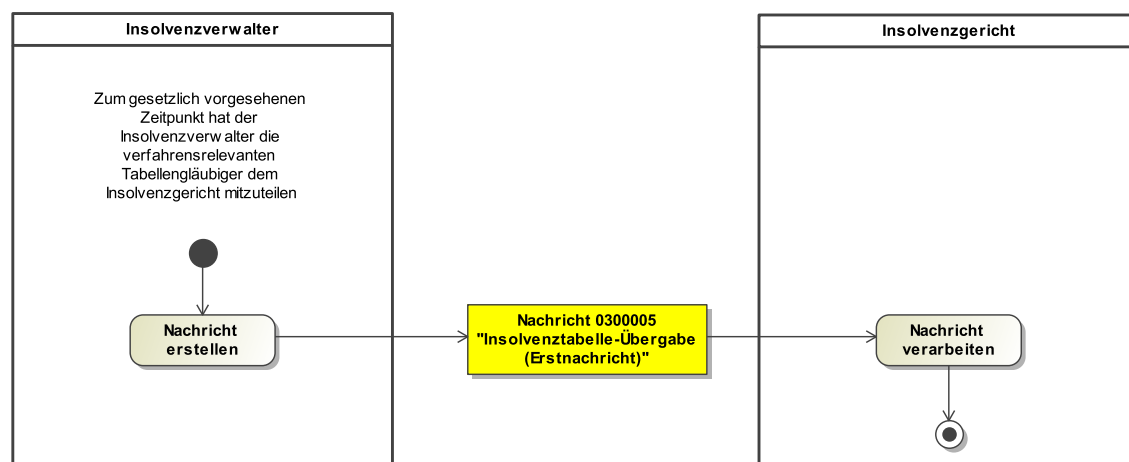 Insolvenzverwalter
Insolvenzgericht
Zum gesetzlich vorgesehenen
Zeitpunkt hat der
Insolvenzverwalter die
verfahrensrelevanten
Tabellengläubiger dem
Insolvenzgericht mitzuteilen
Nachricht
erstellen
Nachricht 0300005
"Insolvenztabelle-Übergabe
(Erstnachricht)"
Nachricht
verarbeiten